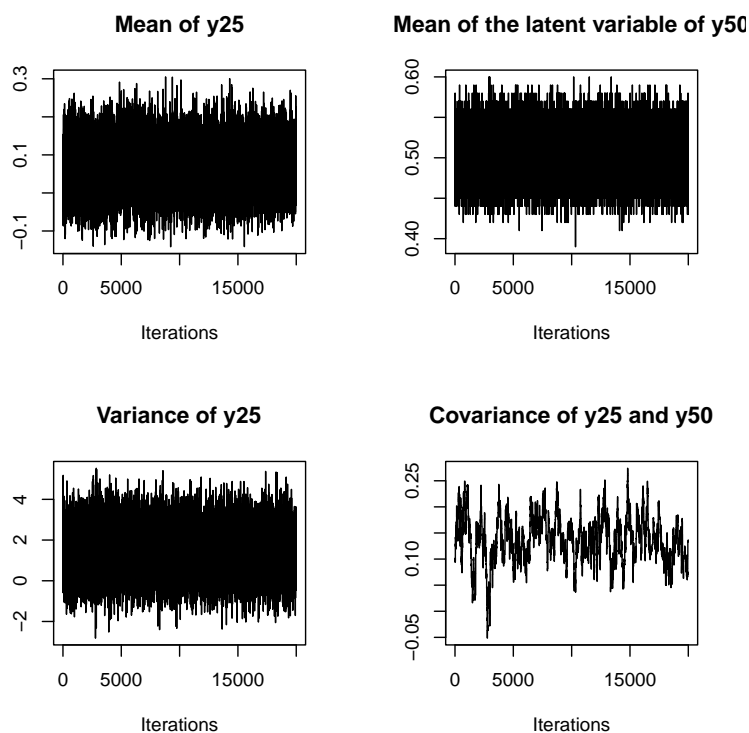 Mean of y25
Mean of the latent variable of y50
0.3
0.1
−0.1
0 5000 15000
Iterations
0.60
0.50
0.40
0 5000 15000
Iterations
Variance of y25
Covariance of y25 and y50
4
2
0
−2
0 5000 15000
Iterations
0.25
0.10
−0.05
0 5000 15000
Iterations